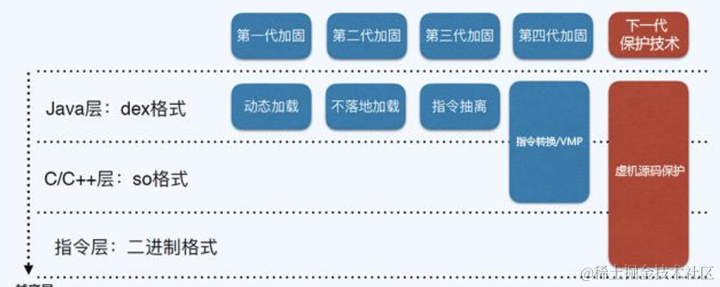 第一代加固
第二代加固
第三代加固
第四代加固
下一代
保护技术
Java层：dex格式
动态加载
不落地加载
指令抽离
指令转换/VMP
C/C++层：so格式
虚机源码保护
指令层：二进制格式
@稀土掘金技术社区